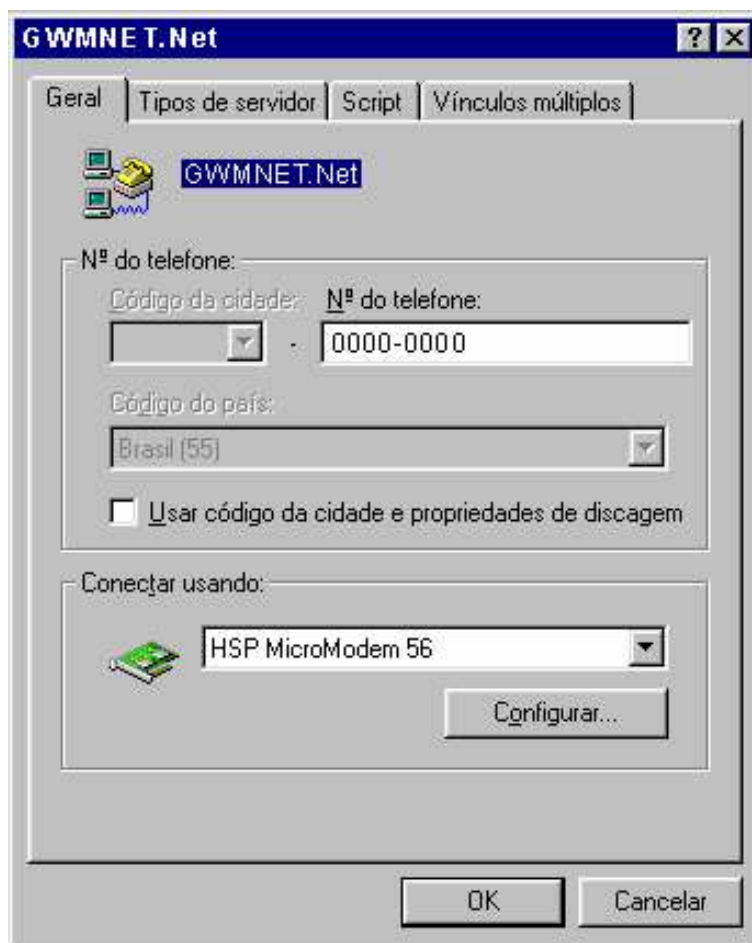 GWMNET.Net
Geral Tipos de servidor Script Vínculos múltiplos
GWMNET.Net
Nº do telefone:
Código da cidade: Nº do telefone:
- 0000-0000
Código do país:
Brasil (55)
Usar código da cidade e propriedades de discagem
Conectar usando:
HSP MicroModem 56
Configurar...
OK Cancelar